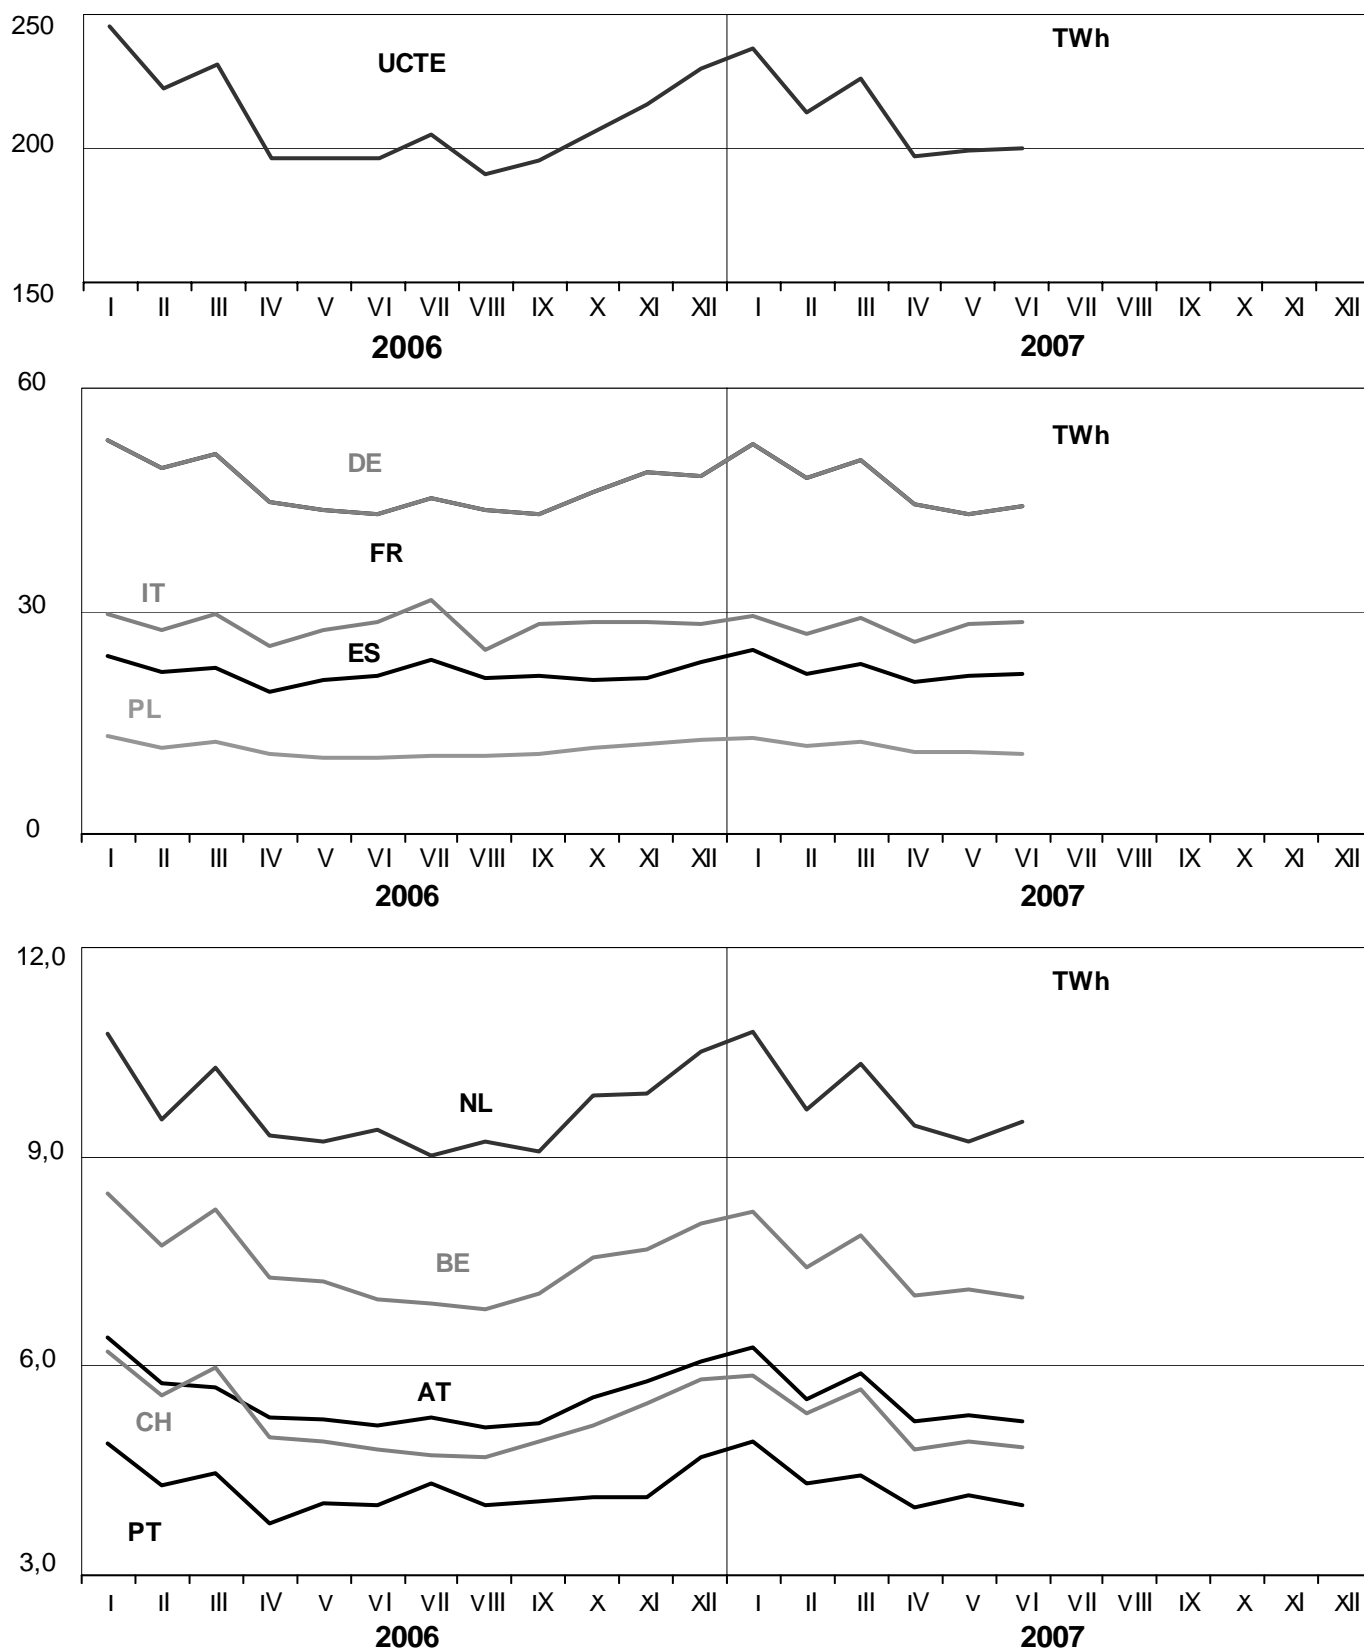 250
UCTE TWh
200
150
I II III IV V VI VII VIII IX X XI XII I II III IV V VI VII VIII IX X XI XII
2006 2007
60
TWh
DE
FR
IT
30
ES
PL
0
I II III IV V VI VII VIII IX X XI XII I II III IV V VI VII VIII IX X XI XII
2006 2007
12,0
TWh
NL
9,0
BE
6,0
AT
CH
PT
3,0
I II III IV V VI VII VIII IX X XI XII I II III IV V VI VII VIII IX X XI XII
2006 2007